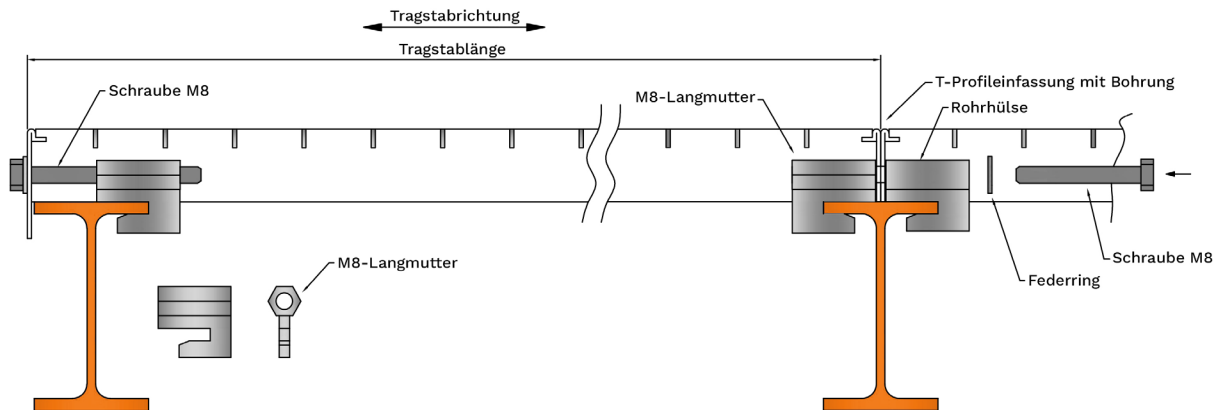 Tragstabrichtung
Tragstablänge
Schraube M8
M8-Langmutter
T-Profileinfassung mit Bohrung
Rohrhülse
Schraube M8
Federring
M8-Langmutter